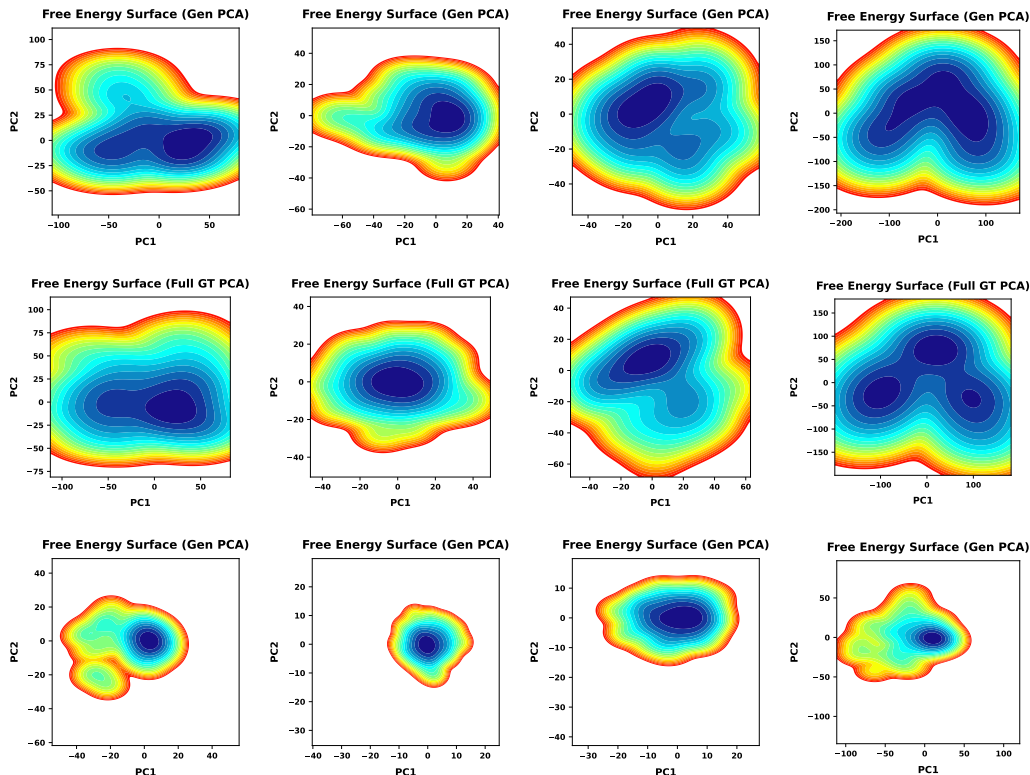 Free Energy Surface (Gen PCA) Free Energy Surface (Gen PCA) Free Energy Surface (Gen PCA) Free Energy Surface (Gen PCA)
PC2 100 75 50 25 0 −25 −50
−100 −50 0 50
PC1
PC2 60 40 20 0 −20 −40 −60
−60 −40 −20 0 20 40
PC1
PC2 40 20 0 −20 −40
−40 −20 0 20 40
PC1
PC2 150 100 50 0 −50 −100 −150 −200
−200 −100 0 100
PC1
Free Energy Surface (Full GT PCA) Free Energy Surface (Full GT PCA) Free Energy Surface (Full GT PCA) Free Energy Surface (Full GT PCA)
PC2 100 75 50 25 0 −25 −50 −75
−100 −50 0 50
PC1
PC2 40 20 0 −20 −40
−40 −20 0 20 40
PC1
PC2 40 20 0 −20 −40 −60
−40 −20 0 20 40 60
PC1
PC2 150 100 50 0 −50 −100 −150
−100 0 100
PC1
Free Energy Surface (Gen PCA) Free Energy Surface (Gen PCA) Free Energy Surface (Gen PCA) Free Energy Surface (Gen PCA)
PC2 40 20 0 −20 −40 −60
−40 −20 0 20 40
PC1
PC2 20 10 0 −10 −20 −30
−40 −30 −20 −10 0 10 20
PC1
PC2 10 0 −10 −20 −30 −40
−30 −20 −10 0 10 20
PC1
PC2 50 0 −50 −100
−100 −50 0 50 100
PC1